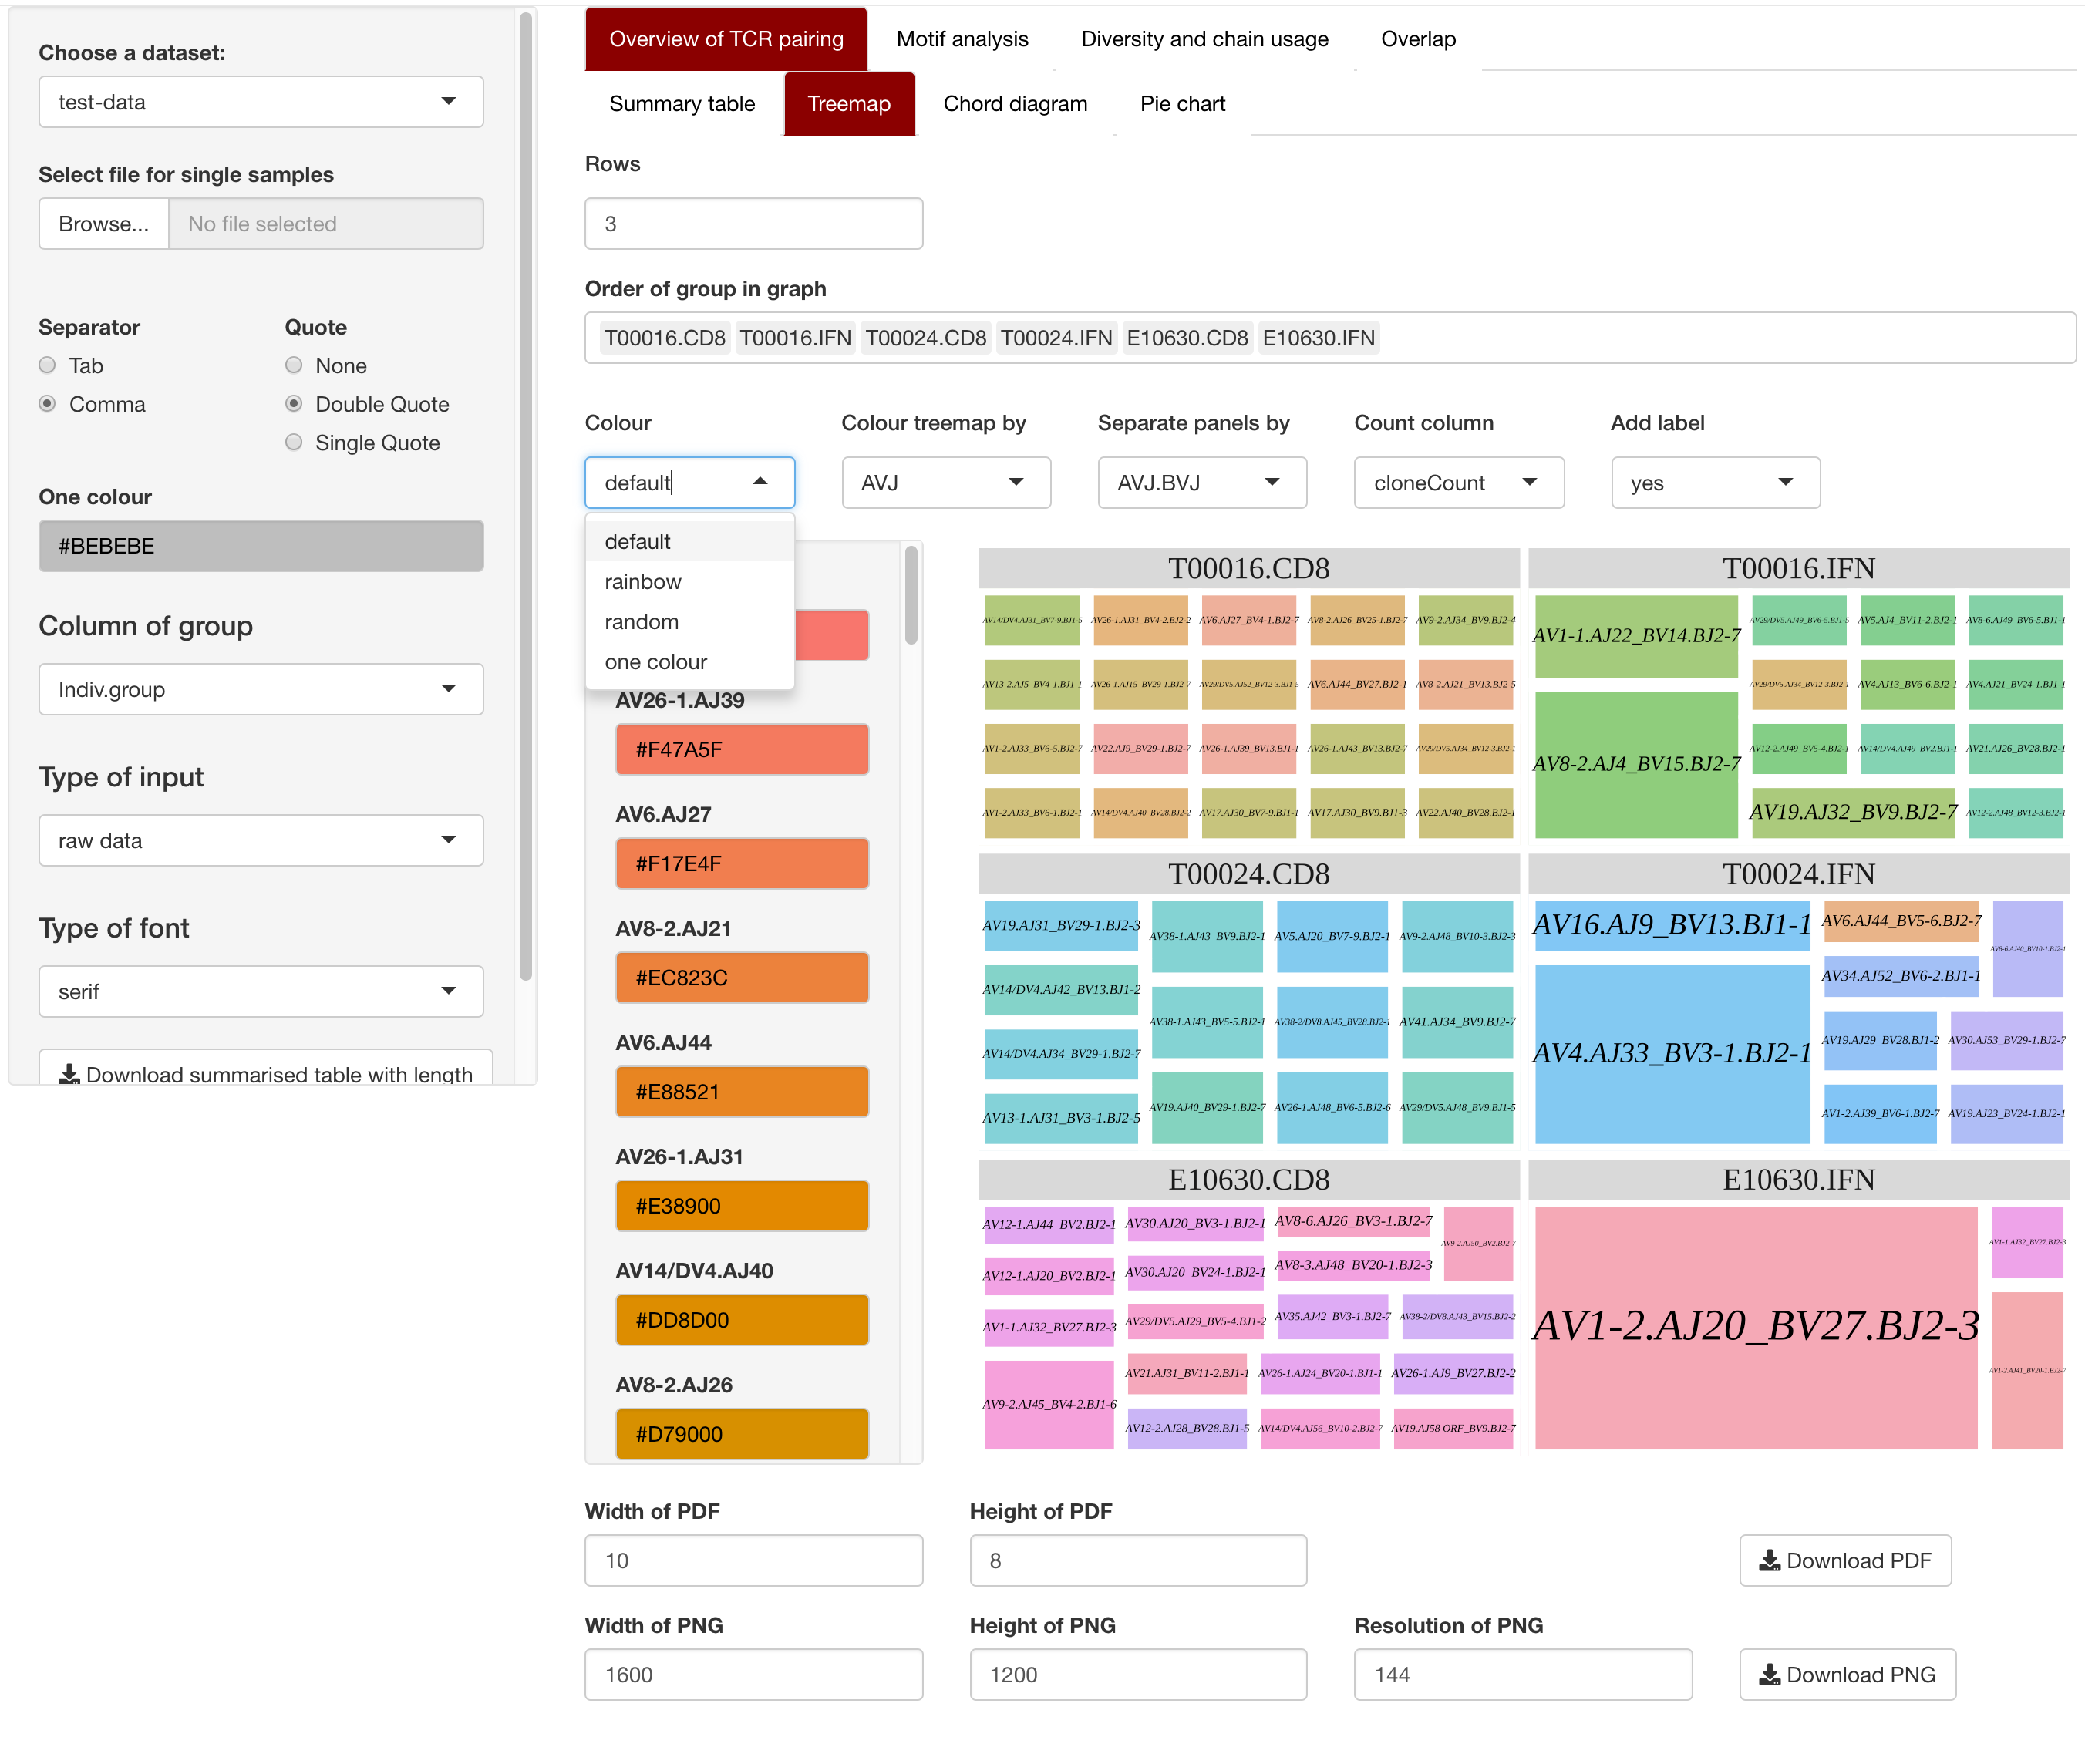 Choose a dataset:
test-data
Select file for single samples
Browse... No file selected
Separator Quote
Tab None
Comma Double Quote
Single Quote
One colour
#BEBEBE
Column of group
Indiv.group
Type of input
raw data
Type of font
serif
Download summarised table with length
Overview of TCR pairing Motif analysis Diversity and chain usage Overlap
Summary table Treemap Chord diagram Pie chart
Rows
3
Order of group in graph
T00016.CD8 T00016.IFN T00024.CD8 T00024.IFN E10630.CD8 E10630.IFN
Colour Colour treemap by Separate panels by Count column Add label
default AVJ AVJ.BVJ cloneCount yes
default
rainbow
random
one colour
AV26-1.AJ39
#F47A5F
AV6.AJ27
#F17E4F
AV8-2.AJ21
#EC823C
AV6.AJ44
#E88521
AV26-1.AJ31
#E38900
AV14/DV4.AJ40
#DD8D00
AV8-2.AJ26
#D79000
T00016.CD8
AV14/DV4.AJ31_BV7-9.BJ1-5 AV26-1.AJ31_BV4-2.BJ2-2 AV6.AJ27_BV4-1.BJ2-7 AV8-2.AJ26_BV25-1.BJ2-7 AV9-2.AJ34_BV9.BJ2-4
AV13-2.AJ5_BV4-1.BJ1-1 AV26-1.AJ15_BV29-1.BJ2-7 AV29/DV5.AJ52_BV12-3.BJ1-5 AV6.AJ44_BV27.BJ2-1 AV8-2.AJ21_BV13.BJ2-5
AV1-2.AJ33_BV6-5.BJ2-7 AV22.AJ9_BV29-1.BJ2-7 AV26-1.AJ39_BV13.BJ1-1 AV26-1.AJ43_BV13.BJ2-7 AV29/DV5.AJ34_BV12-3.BJ2-1
AV1-2.AJ33_BV6-1.BJ2-1 AV14/DV4.AJ40_BV28.BJ2-2 AV17.AJ30_BV7-9.BJ1-1 AV17.AJ30_BV9.BJ1-3 AV22.AJ40_BV28.BJ2-1
T00016.IFN
AV1-1.AJ22_BV14.BJ2-7 AV29/DV5.AJ49_BV6-5.BJ1-5 AV5.AJ4_BV11-2.BJ2-1 AV8-6.AJ49_BV6-5.BJ1-1
AV29/DV5.AJ34_BV12-3.BJ2-1 AV4.AJ13_BV6-6.BJ2-1 AV4.AJ21_BV24-1.BJ1-1
AV8-2.AJ4_BV15.BJ2-7 AV12-2.AJ49_BV5-4.BJ2-1 AV14/DV4.AJ49_BV2.BJ1-1 AV21.AJ26_BV28.BJ2-1
AV19.AJ32_BV9.BJ2-7 AV12-2.AJ48_BV12-3.BJ2-1
T00024.CD8
AV19.AJ31_BV29-1.BJ2-3 AV38-1.AJ43_BV9.BJ2-1 AV5.AJ20_BV7-9.BJ2-1 AV9-2.AJ48_BV10-3.BJ2-3
AV14/DV4.AJ42_BV13.BJ1-2
AV38-1.AJ43_BV5-5.BJ2-1 AV38-2/DV8.AJ45_BV28.BJ2-1 AV41.AJ34_BV9.BJ2-7
AV14/DV4.AJ34_BV29-1.BJ2-7
AV13-1.AJ31_BV3-1.BJ2-5 AV19.AJ40_BV29-1.BJ2-7 AV26-1.AJ48_BV6-5.BJ2-6 AV29/DV5.AJ48_BV9.BJ1-5
T00024.IFN
AV16.AJ9_BV13.BJ1-1 AV6.AJ44_BV5-6.BJ2-7 AV8-6.AJ40_BV10-1.BJ2-1
AV34.AJ52_BV6-2.BJ1-1
AV4.AJ33_BV3-1.BJ2-1 AV19.AJ29_BV28.BJ1-2 AV30.AJ53_BV29-1.BJ2-7
AV1-2.AJ39_BV6-1.BJ2-7 AV19.AJ23_BV24-1.BJ2-1
E10630.CD8
AV12-1.AJ44_BV2.BJ2-1 AV30.AJ20_BV3-1.BJ2-1 AV8-6.AJ26_BV3-1.BJ2-7 AV9-2.AJ50_BV2.BJ2-7
AV12-1.AJ20_BV2.BJ2-1 AV30.AJ20_BV24-1.BJ2-1 AV8-3.AJ48_BV20-1.BJ2-3
AV1-1.AJ32_BV27.BJ2-3 AV29/DV5.AJ29_BV5-4.BJ1-2 AV35.AJ42_BV3-1.BJ2-7 AV38-2/DV8.AJ43_BV15.BJ2-2
AV9-2.AJ45_BV4-2.BJ1-6 AV21.AJ31_BV11-2.BJ1-1 AV26-1.AJ24_BV20-1.BJ1-1 AV26-1.AJ9_BV27.BJ2-2
AV12-2.AJ28_BV28.BJ1-5 AV14/DV4.AJ56_BV10-2.BJ2-7 AV19.AJ58 ORF_BV9.BJ2-7
E10630.IFN
AV1-2.AJ20_BV27.BJ2-3 AV1-1.AJ32_BV27.BJ2-3
AV1-2.AJ41_BV20-1.BJ2-7
Width of PDF Height of PDF
10 8 Download PDF
Width of PNG Height of PNG Resolution of PNG
1600 1200 144 Download PNG